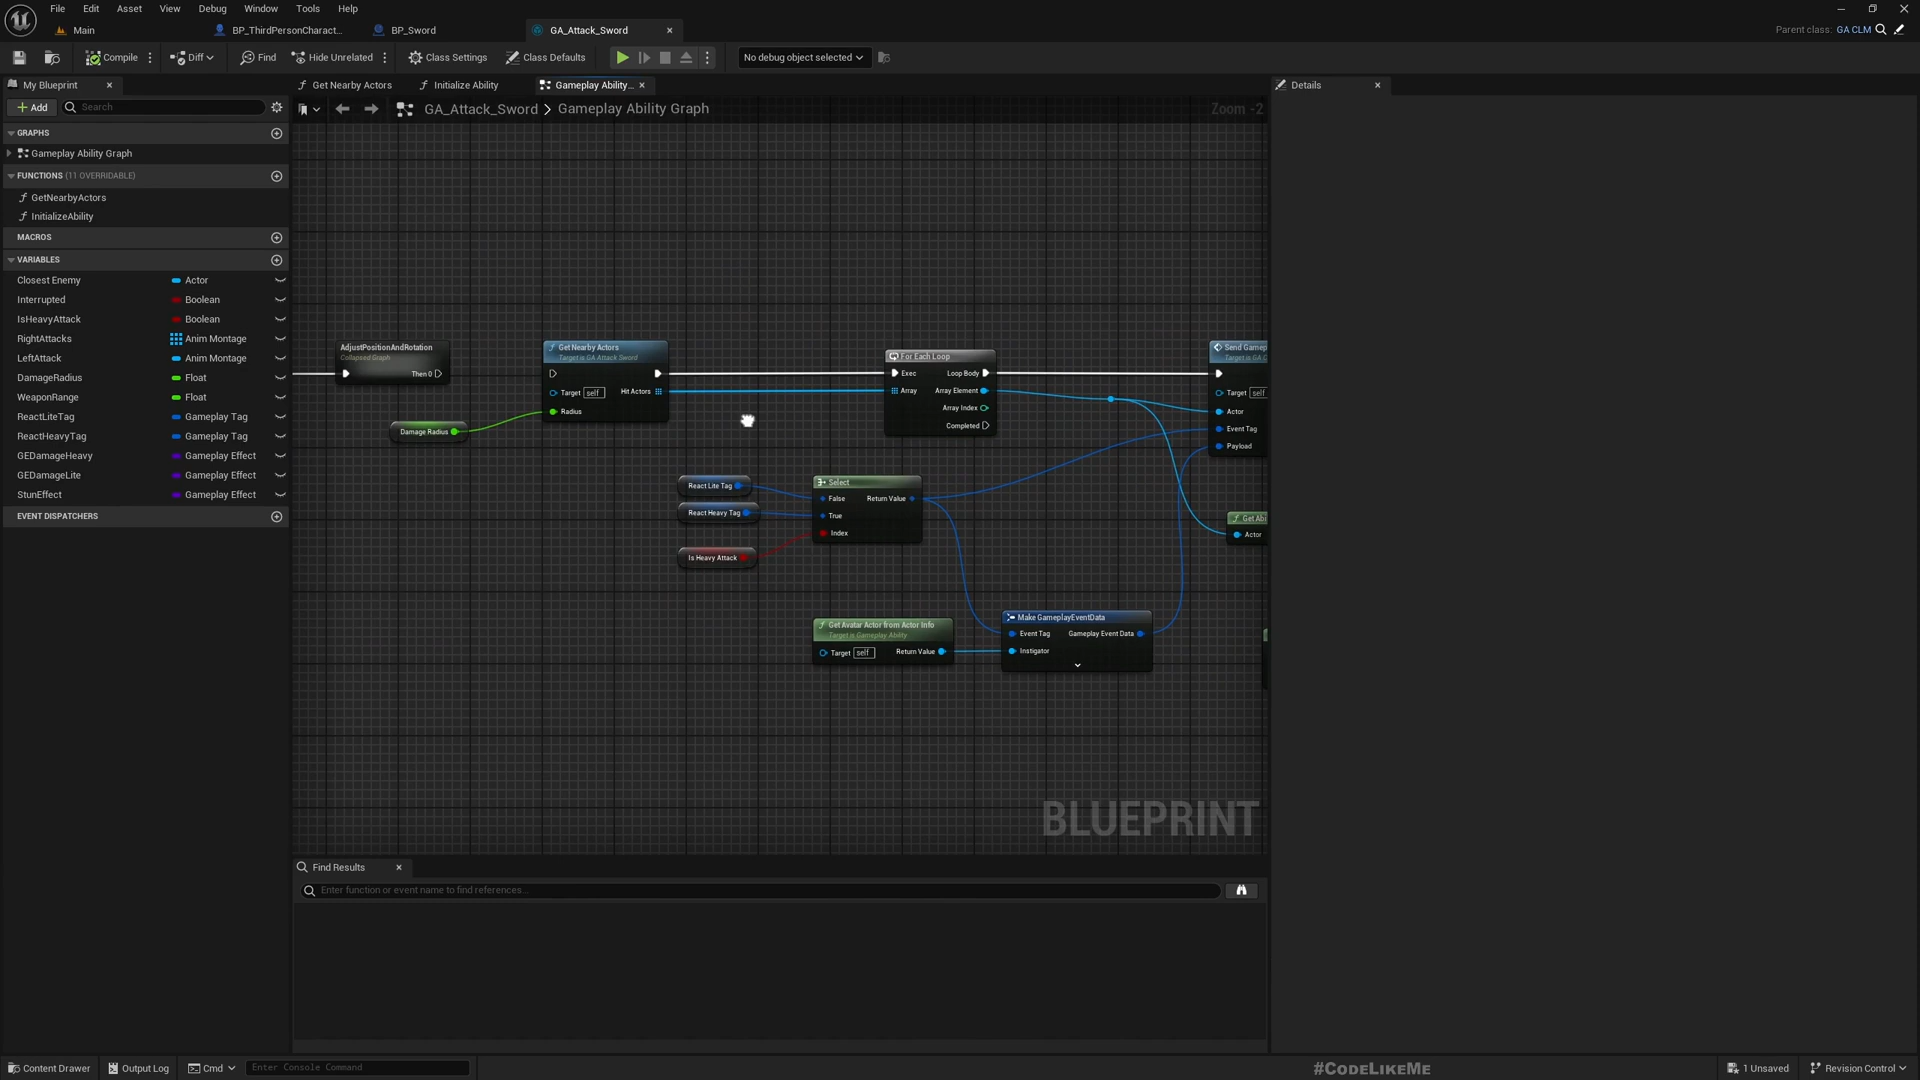 File Edit Asset View Debug Window Tools Help
Main BP_ThirdPersonCharact... BP_Sword GA_Attack_Sword Parent class: GA CLM
Compile Diff Find Hide Unrelated Class Settings Class Defaults No debug object selected
My Blueprint Get Nearby Actors Initialize Ability Gameplay Ability... Details
Add Search GA_Attack_Sword > Gameplay Ability Graph Zoom -2
GRAPHS
Gameplay Ability Graph
FUNCTIONS (11 OVERRIDABLE)
GetNearbyActors
InitializeAbility
MACROS
VARIABLES
Closest Enemy Actor
Interrupted Boolean
IsHeavyAttack Boolean
RightAttacks Anim Montage
LeftAttack Anim Montage
DamageRadius Float
WeaponRange Float
ReactLiteTag Gameplay Tag
ReactHeavyTag Gameplay Tag
GEDamageHeavy Gameplay Effect
GEDamageLite Gameplay Effect
StunEffect Gameplay Effect
EVENT DISPATCHERS
AdjustPositionAndRotation
Collapsed Graph
Then 0
Damage Radius
Get Nearby Actors
Target is GA Attack Sword
Target self Hit Actors
Radius
For Each Loop
Exec Loop Body
Array Array Element
Array Index
Completed
Send Gamep
Target is GA C
Target self
Actor
Event Tag
Payload
React Lite Tag
React Heavy Tag
Is Heavy Attack
Select
False Return Value
True
Index
Get Abi
Actor
Get Avatar Actor from Actor Info
Target is Gameplay Ability
Target self Return Value
Make GameplayEventData
Event Tag Gameplay Event Data
Instigator
BLUEPRINT
Find Results
Enter function or event name to find references...
Content Drawer Output Log Cmd Enter Console Command #CodeLikeMe 1 Unsaved Revision Control